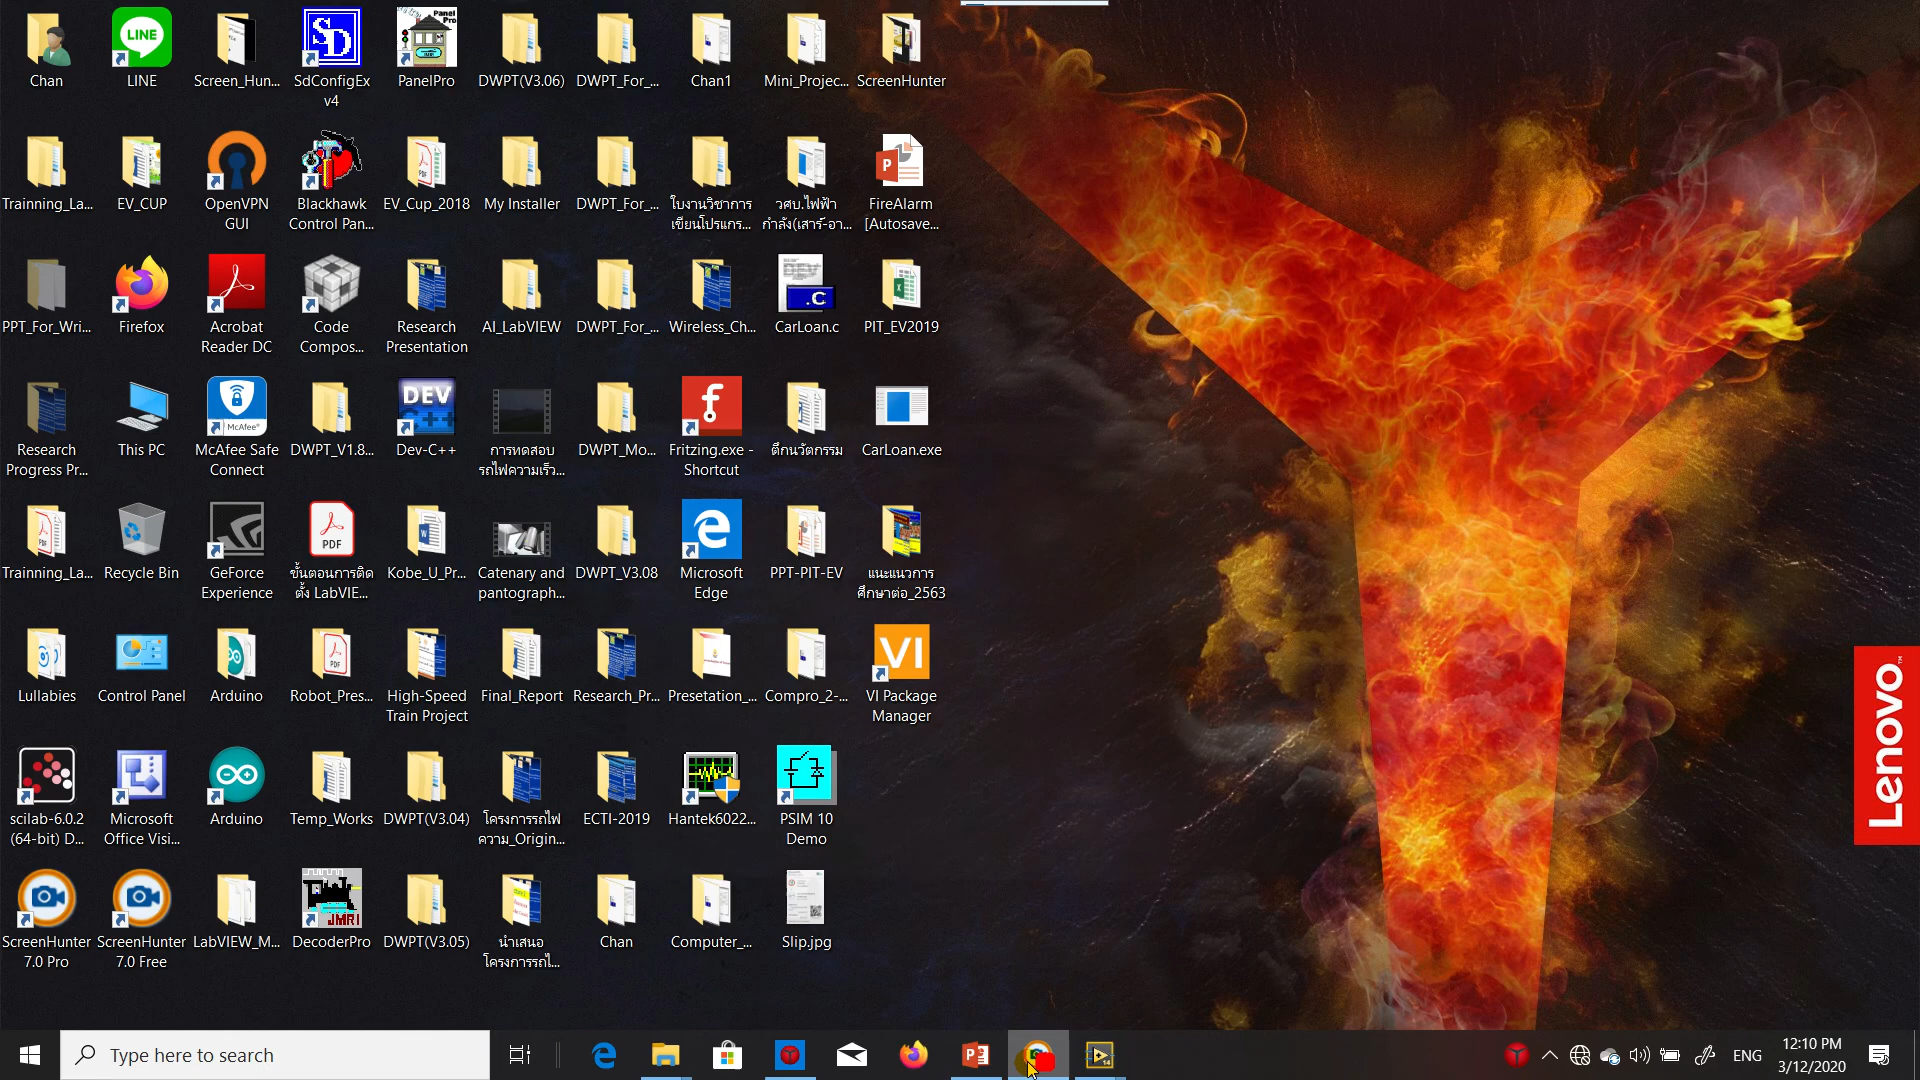 Chan
LINE
Screen_Hun...
SdConfigEx
v4
PanelPro
DWPT(V3.06)
DWPT_For_...
Chan1
Mini_Projec...
ScreenHunter
Trainning_La...
EV_CUP
OpenVPN
GUI
Blackhawk
Control Pan...
EV_Cup_2018
My Installer
DWPT_For_...
ใบงานวิชาการ
เขียนโปรแกร...
วศบ.ไฟฟ้า
กำลัง(เสาร์-อา...
FireAlarm
[Autosave...
PPT_For_Wri...
Firefox
Acrobat
Reader DC
Code
Compos...
Research
Presentation
AI_LabVIEW
DWPT_For_...
Wireless_Ch...
CarLoan.c
PIT_EV2019
Research
Progress Pr...
This PC
McAfee Safe
Connect
DWPT_V1.8...
Dev-C++
การทดสอบ
รถไฟความเร็ว...
DWPT_Mo...
Fritzing.exe -
Shortcut
ตึกนวัตกรรม
CarLoan.exe
Trainning_La...
Recycle Bin
GeForce
Experience
ขั้นตอนการติด
ตั้ง LabVIE...
Kobe_U_Pr...
Catenary and
pantograph...
DWPT_V3.08
Microsoft
Edge
PPT-PIT-EV
แนะแนวการ
ศึกษาต่อ_2563
Lullabies
Control Panel
Arduino
Robot_Pres...
High-Speed
Train Project
Final_Report
Research_Pr...
Presetation_...
Compro_2-...
VI Package
Manager
scilab-6.0.2
(64-bit) D...
Microsoft
Office Visi...
Arduino
Temp_Works
DWPT(V3.04)
โครงการรถไฟ
ความ_Origin...
ECTI-2019
Hantek6022...
PSIM 10
Demo
ScreenHunter
7.0 Pro
ScreenHunter
7.0 Free
LabVIEW_M...
DecoderPro
DWPT(V3.05)
นำเสนอ
โครงการรถไ...
Chan
Computer_...
Slip.jpg
Lenovo
Type here to search
ENG
12:10 PM
3/12/2020